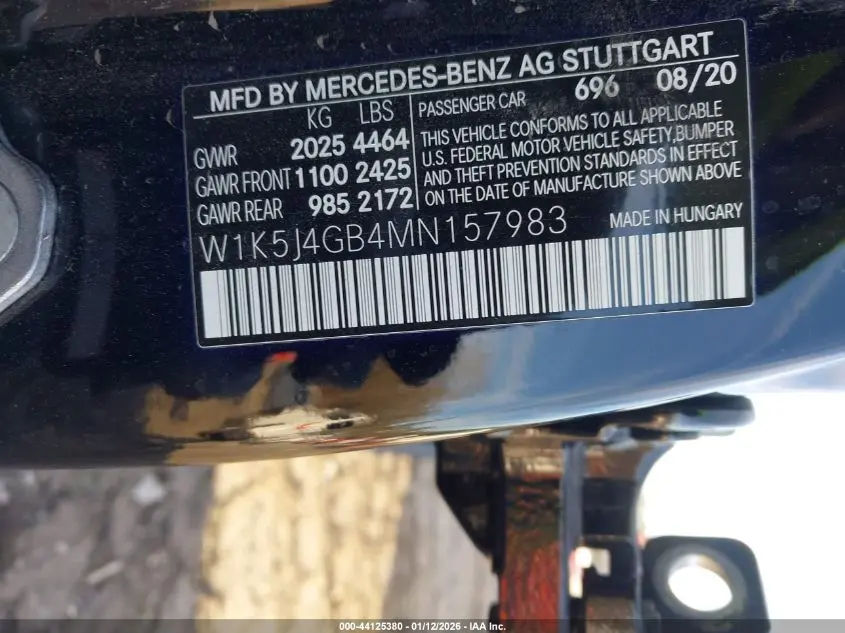 MFD BY MERCEDES-BENZ AG STUTTGART
KG LBS
GVWR 2025 4464
GAWR FRONT 1100 2425
GAWR REAR 985 2172
PASSENGER CAR 696 08/20
THIS VEHICLE CONFORMS TO ALL APPLICABLE
U.S. FEDERAL MOTOR VEHICLE SAFETY,BUMPER
AND THEFT PREVENTION STANDARDS IN EFFECT
ON THE DATE OF MANUFACTURE SHOWN ABOVE
W1K5J4GB4MN157983
MADE IN HUNGARY
000-44125380 - 01/12/2026 - IAA Inc.